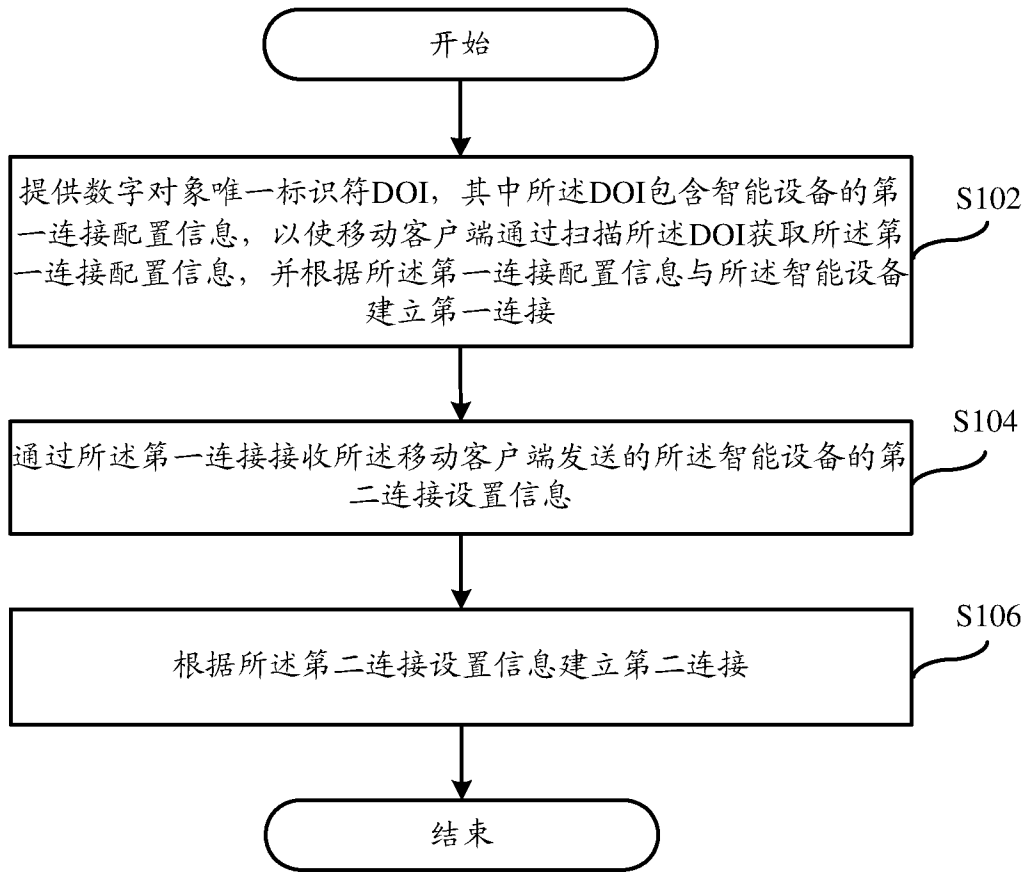 开始
提供数字对象唯一标识符DOI，其中所述DOI包含智能设备的第
一连接配置信息，以使移动客户端通过扫描所述DOI获取所述第
一连接配置信息，并根据所述第一连接配置信息与所述智能设备
建立第一连接
S102
通过所述第一连接接收所述移动客户端发送的所述智能设备的第
二连接设置信息
S104
根据所述第二连接设置信息建立第二连接
S106
结束